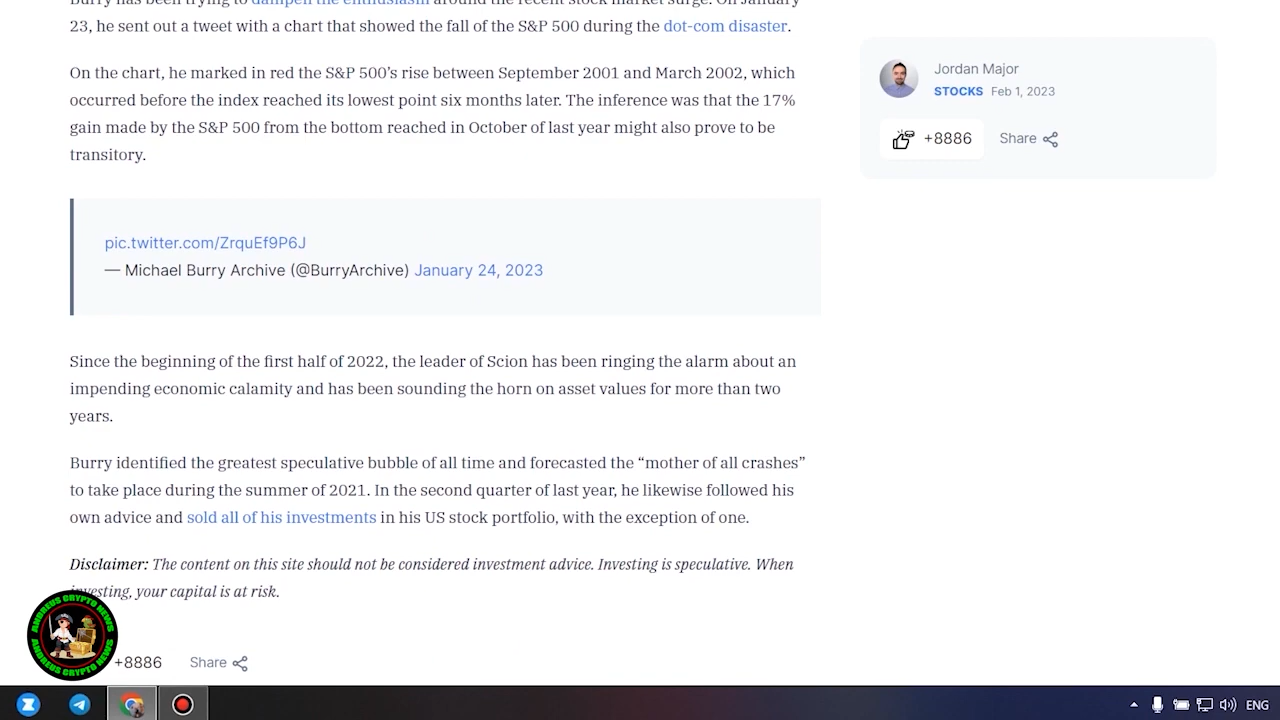 Burry has been trying to dampen the enthusiasm around the recent stock market surge. On January
23, he sent out a tweet with a chart that showed the fall of the S&P 500 during the dot-com disaster.
On the chart, he marked in red the S&P 500’s rise between September 2001 and March 2002, which
occurred before the index reached its lowest point six months later. The inference was that the 17%
gain made by the S&P 500 from the bottom reached in October of last year might also prove to be
transitory.
pic.twitter.com/ZrquEf9P6J
— Michael Burry Archive (@BurryArchive) January 24, 2023
Since the beginning of the first half of 2022, the leader of Scion has been ringing the alarm about an
impending economic calamity and has been sounding the horn on asset values for more than two
years.
Burry identified the greatest speculative bubble of all time and forecasted the “mother of all crashes”
to take place during the summer of 2021. In the second quarter of last year, he likewise followed his
own advice and sold all of his investments in his US stock portfolio, with the exception of one.
Disclaimer: The content on this site should not be considered investment advice. Investing is speculative. When
investing, your capital is at risk.
+8886 Share
Jordan Major
STOCKS Feb 1, 2023
+8886 Share
ANDREUS CRYPTO NEWS
ANDREUS CRYPTO NEWS
ENG